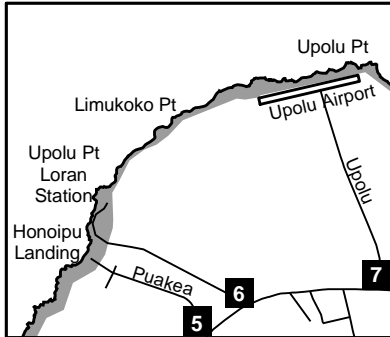 Upolu Pt
Upolu Airport
Limukoko Pt
Upolu Pt
Loran
Station
Upolu
Honoipu
Landing
Puakea
7
6
5